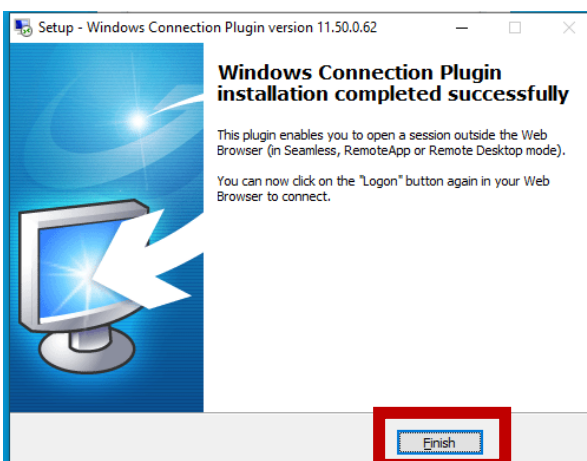 Setup - Windows Connection Plugin version 11.50.0.62
Windows Connection Plugin
installation completed successfully
This plugin enables you to open a session outside the Web
Browser (in Seamless, RemoteApp or Remote Desktop mode).
You can now click on the "Logon" button again in your Web
Browser to connect.
Finish